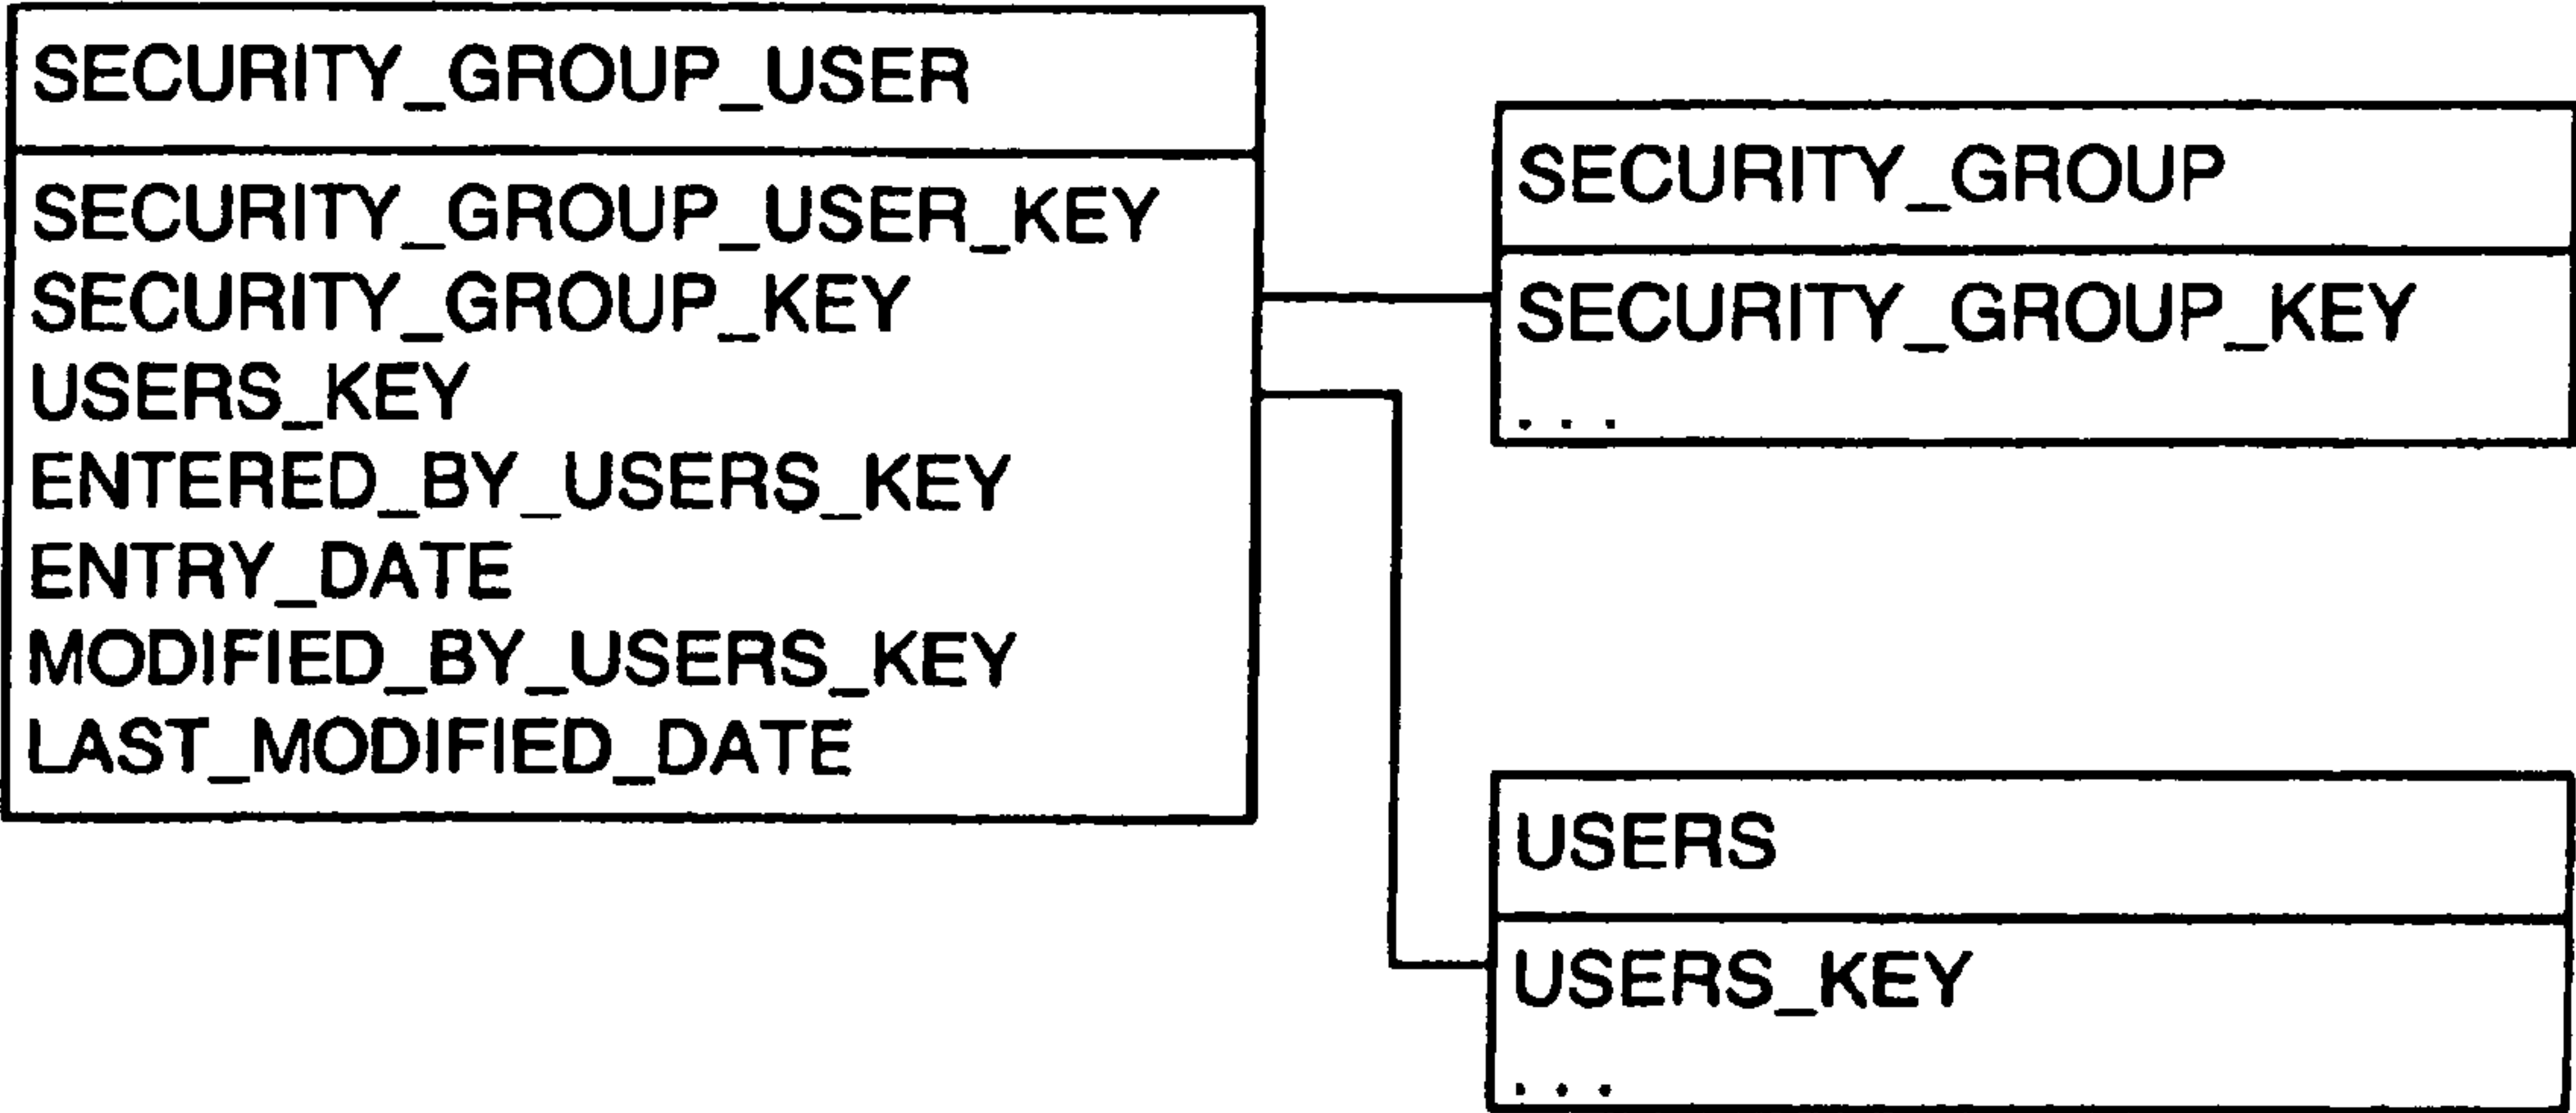 SECURITY_GROUP_USER
SECURITY_GROUP_USER_KEY
SECURITY_GROUP_KEY
USERS_KEY
ENTERED_BY_USERS_KEY
ENTRY_DATE
MODIFIED_BY_USERS_KEY
LAST_MODIFIED_DATE
SECURITY_GROUP
SECURITY_GROUP_KEY
. . .
USERS
USERS_KEY
. . .